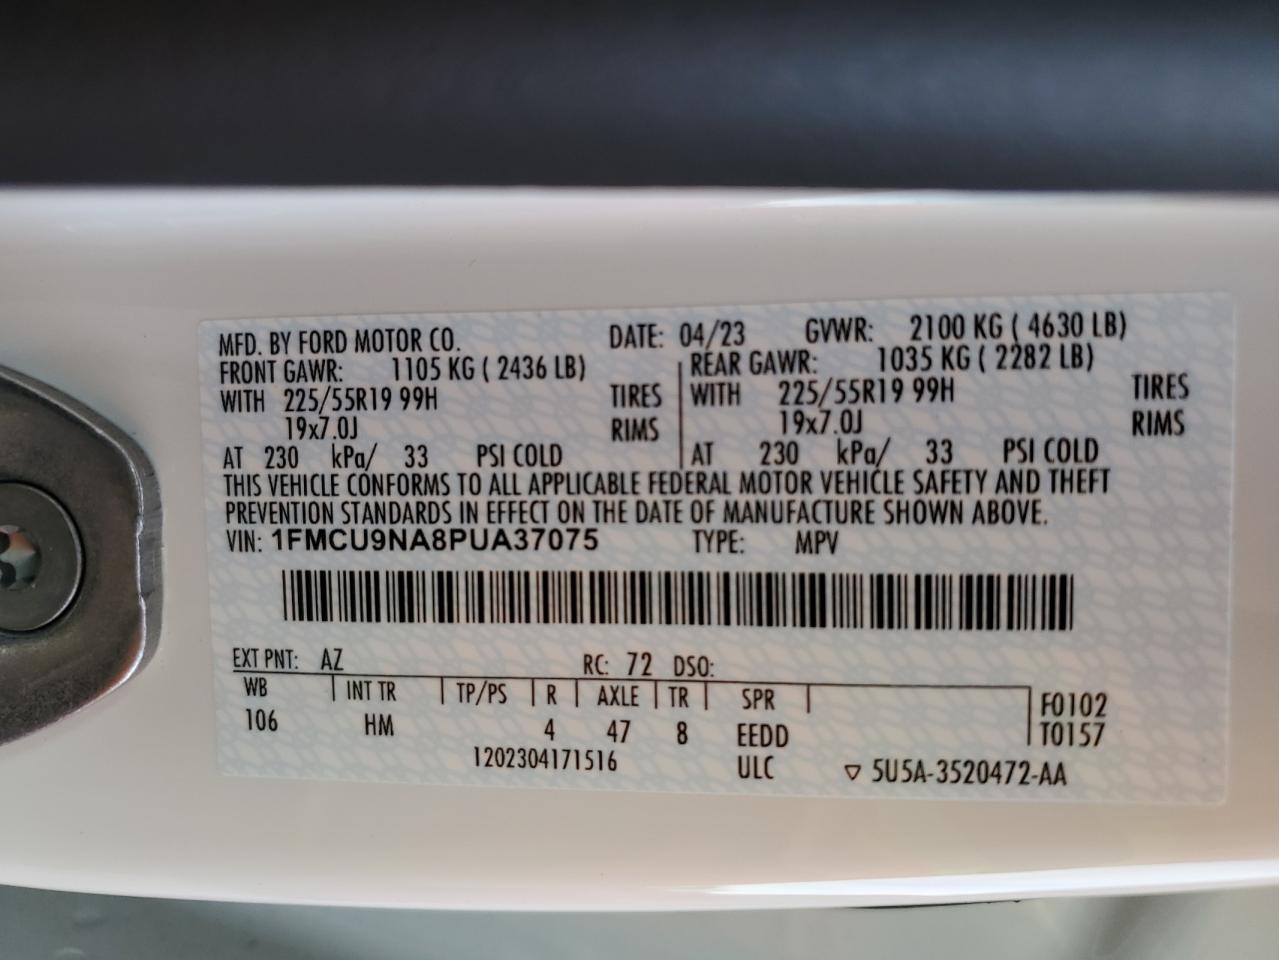 MFD. BY FORD MOTOR CO. DATE: 04/23 GVWR: 2100 KG ( 4630 LB)
FRONT GAWR: 1105 KG ( 2436 LB) REAR GAWR: 1035 KG ( 2282 LB)
WITH 225/55R19 99H TIRES WITH 225/55R19 99H TIRES
19x7.0J RIMS 19x7.0J RIMS
AT 230 kPa/ 33 PSI COLD AT 230 kPa/ 33 PSI COLD
THIS VEHICLE CONFORMS TO ALL APPLICABLE FEDERAL MOTOR VEHICLE SAFETY AND THEFT
PREVENTION STANDARDS IN EFFECT ON THE DATE OF MANUFACTURE SHOWN ABOVE.
VIN: 1FMCU9NA8PUA37075 TYPE: MPV
EXT PNT: AZ RC: 72 DSO:
WB INT TR TP/PS R AXLE TR SPR F0102
106 HM 4 47 8 EEDD T0157
1202304171516 ULC ▽ 5U5A-3520472-AA